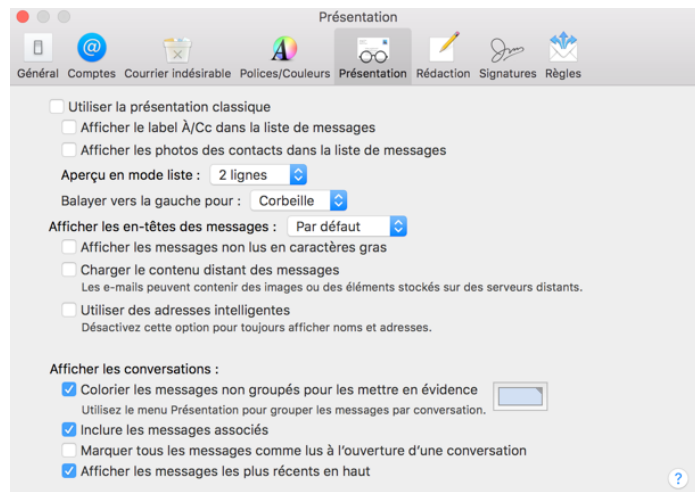 Présentation
Général Comptes Courrier indésirable Polices/Couleurs Présentation Rédaction Signatures Règles
Utiliser la présentation classique
Afficher le label À/Cc dans la liste de messages
Afficher les photos des contacts dans la liste de messages
Aperçu en mode liste : 2 lignes
Balayer vers la gauche pour : Corbeille
Afficher les en-têtes des messages : Par défaut
Afficher les messages non lus en caractères gras
Charger le contenu distant des messages
Les e-mails peuvent contenir des images ou des éléments stockés sur des serveurs distants.
Utiliser des adresses intelligentes
Désactivez cette option pour toujours afficher noms et adresses.
Afficher les conversations :
Colorier les messages non groupés pour les mettre en évidence
Utilisez le menu Présentation pour grouper les messages par conversation.
Inclure les messages associés
Marquer tous les messages comme lus à l'ouverture d'une conversation
Afficher les messages les plus récents en haut
?